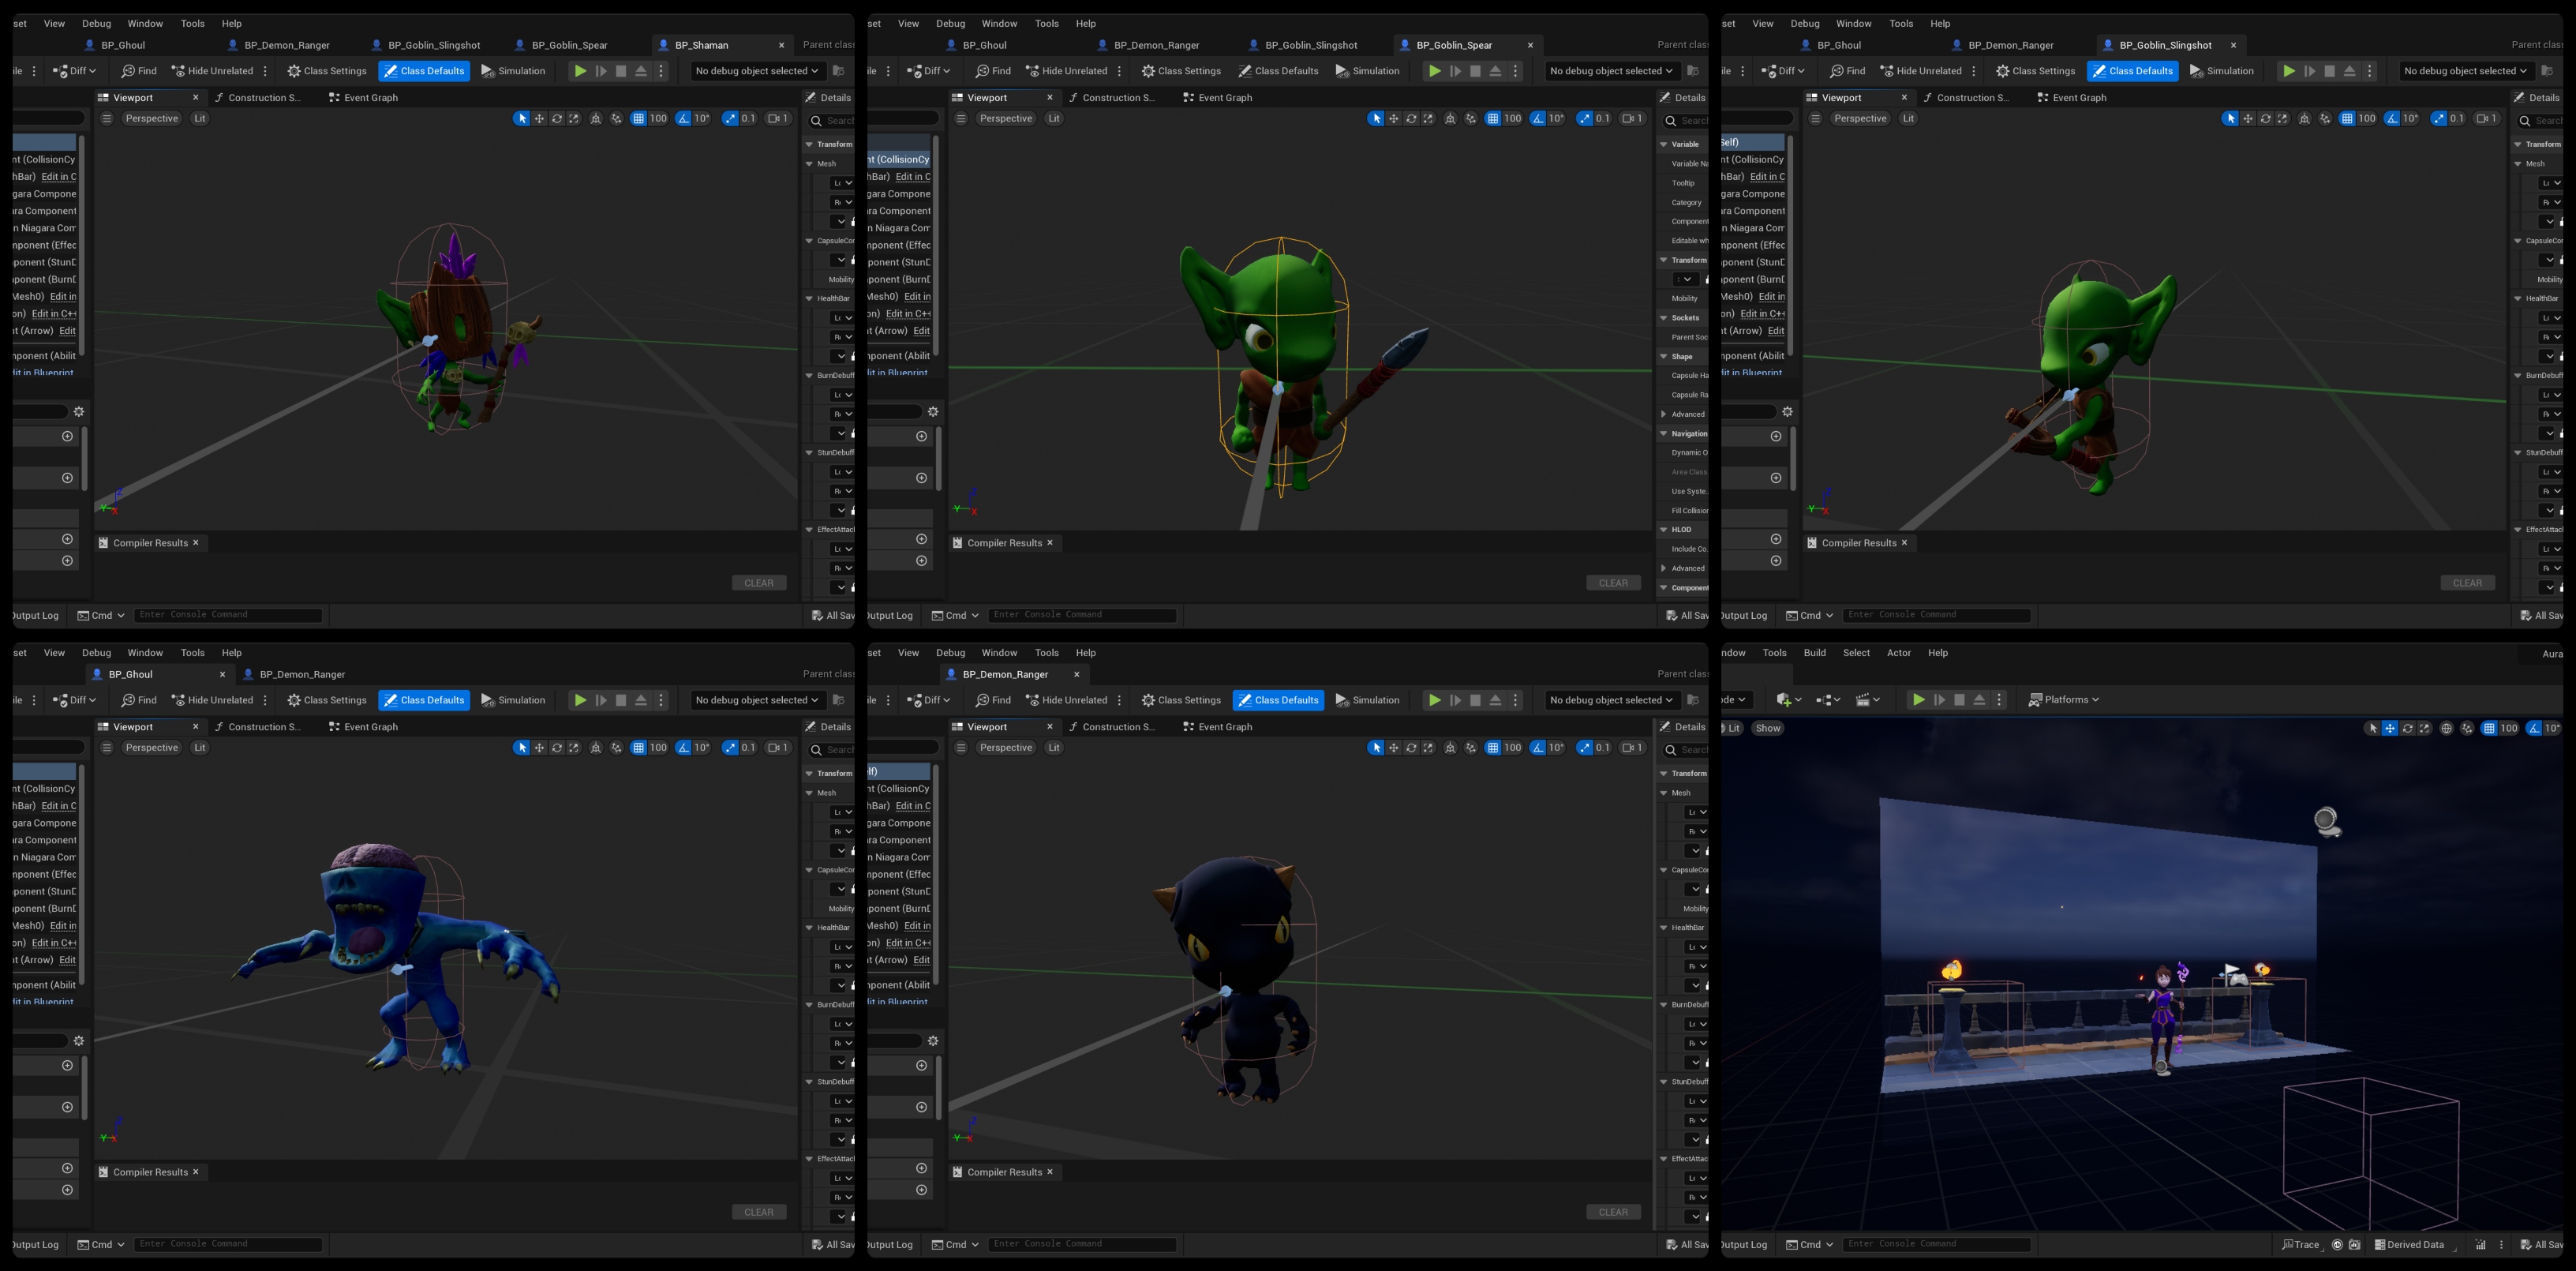 set View Debug Window Tools Help
BP_Ghoul BP_Demon_Ranger BP_Goblin_Slingshot BP_Goblin_Spear BP_Shaman Parent class
ile Diff Find Hide Unrelated Class Settings Class Defaults Simulation No debug object selected
Viewport Construction S... Event Graph Details
Perspective Lit 100 10° 0.1 1 Search
Transform
nt (CollisionCy Mesh
hBar) Edit in C
gara Compone
ra Component
n Niagara Com
nponent (Effec CapsuleCor
ponent (StunD
ponent (BurnD Mobility
Mesh0) Edit in HealthBar
on) Edit in C++
t (Arrow) Edit
nponent (Abilit
dit in Blueprint BurnDebuff
StunDebuff
EffectAttacl
Compiler Results
CLEAR
Output Log Cmd Enter Console Command All Sav
set View Debug Window Tools Help
BP_Ghoul BP_Demon_Ranger BP_Goblin_Slingshot BP_Goblin_Spear Parent class
ile Diff Find Hide Unrelated Class Settings Class Defaults Simulation No debug object selected
Viewport Construction S... Event Graph Details
Perspective Lit 100 10° 0.1 1 Search
Variable
nt (CollisionCy Variable Na
hBar) Edit in C Tooltip
gara Compone Category
ra Component Component
n Niagara Com Editable wh
nponent (Effec Transform
ponent (StunD
ponent (BurnD Mobility
Mesh0) Edit in Sockets
on) Edit in C++ Parent Soc
t (Arrow) Edit Shape
nponent (Abilit Capsule Ha
dit in Blueprint Capsule Ra
Advanced
Navigation
Dynamic O
Area Class
Use Syste
Fill Collision
HLOD
Include Co
Advanced
Component
Compiler Results
CLEAR
Output Log Cmd Enter Console Command All Sav
set View Debug Window Tools Help
BP_Ghoul BP_Demon_Ranger BP_Goblin_Slingshot Parent class
ile Diff Find Hide Unrelated Class Settings Class Defaults Simulation No debug object selected
Viewport Construction S... Event Graph Details
Perspective Lit 100 10° 0.1 1 Search
Self) Transform
nt (CollisionCy Mesh
hBar) Edit in C
gara Compone
ra Component
n Niagara Com
nponent (Effec CapsuleCor
ponent (StunD
ponent (BurnD Mobility
Mesh0) Edit in HealthBar
on) Edit in C++
t (Arrow) Edit
nponent (Abilit
dit in Blueprint BurnDebuff
StunDebuff
EffectAttacl
Compiler Results
CLEAR
Output Log Cmd Enter Console Command All Sav
set View Debug Window Tools Help
BP_Ghoul BP_Demon_Ranger Parent class
ile Diff Find Hide Unrelated Class Settings Class Defaults Simulation No debug object selected
Viewport Construction S... Event Graph Details
Perspective Lit 100 10° 0.1 1 Search
Transform
nt (CollisionCy Mesh
hBar) Edit in C
gara Compone
ra Component
n Niagara Com
nponent (Effec CapsuleCor
ponent (StunD
ponent (BurnD Mobility
Mesh0) Edit in HealthBar
on) Edit in C++
t (Arrow) Edit
nponent (Abilit
dit in Blueprint BurnDebuff
StunDebuff
EffectAttacl
Compiler Results
CLEAR
Output Log Cmd Enter Console Command All Sav
set View Debug Window Tools Help
BP_Demon_Ranger Parent class
ile Diff Find Hide Unrelated Class Settings Class Defaults Simulation No debug object selected
Viewport Construction S... Event Graph Details
Perspective Lit 100 10° 0.1 1 Search
lf) Transform
nt (CollisionCy Mesh
hBar) Edit in C
gara Compone
ra Component
n Niagara Com
nponent (Effec CapsuleCor
ponent (StunD
ponent (BurnD Mobility
Mesh0) Edit in HealthBar
on) Edit in C++
t (Arrow) Edit
nponent (Abilit
dit in Blueprint BurnDebuff
StunDebuff
EffectAttacl
Compiler Results
CLEAR
Output Log Cmd Enter Console Command All Sav
ndow Tools Build Select Actor Help Aura
de Platforms
Lit Show 100 10°
Output Log Cmd Enter Console Command Trace Derived Data All Sav